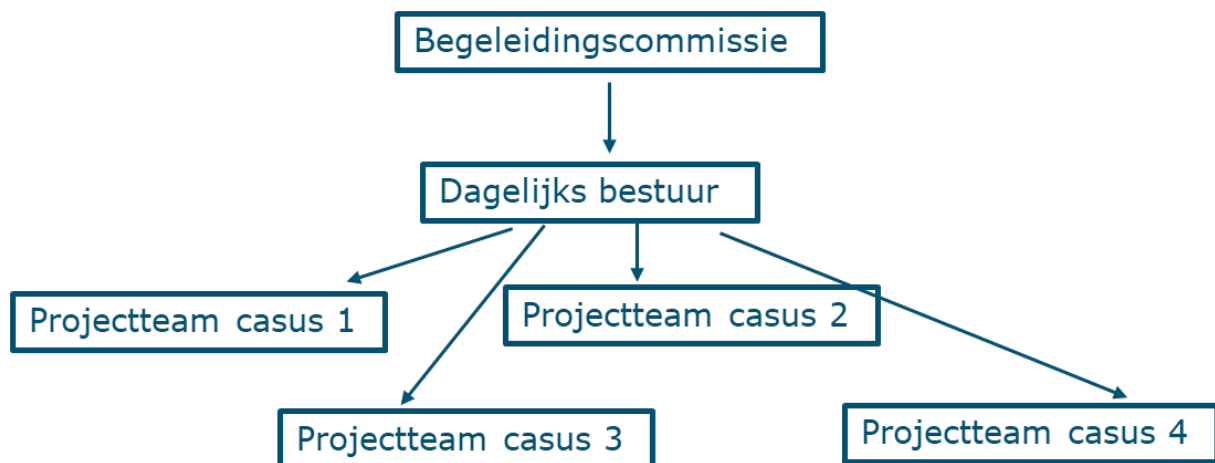 Begeleidingscommissie
Dagelijks bestuur
Projectteam casus 1
Projectteam casus 2
Projectteam casus 3
Projectteam casus 4